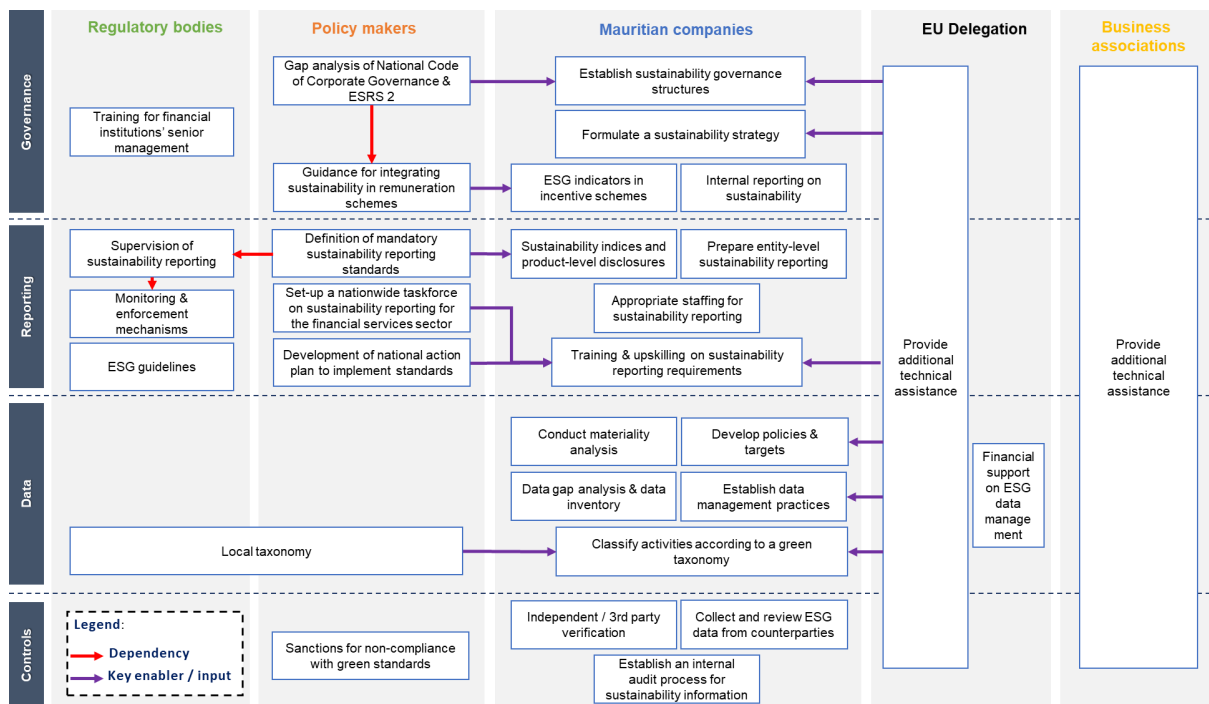 Regulatory bodies
Policy makers
Mauritian companies
EU Delegation
Business
associations
Governance
Training for financial
institutions’ senior
management
Gap analysis of National Code
of Corporate Governance &
ESRS 2
Guidance for integrating
sustainability in remuneration
schemes
Establish sustainability governance
structures
Formulate a sustainability strategy
ESG indicators in
incentive schemes
Internal reporting on
sustainability
Reporting
Supervision of
sustainability reporting
Monitoring &
enforcement
mechanisms
ESG guidelines
Definition of mandatory
sustainability reporting
standards
Set-up a nationwide taskforce
on sustainability reporting for
the financial services sector
Development of national action
plan to implement standards
Sustainability indices and
product-level disclosures
Prepare entity-level
sustainability reporting
Appropriate staffing for
sustainability reporting
Training & upskilling on sustainability
reporting requirements
Provide
additional
technical
assistance
Provide
additional
technical
assistance
Data
Local taxonomy
Conduct materiality
analysis
Develop policies &
targets
Data gap analysis & data
inventory
Establish data
management practices
Classify activities according to a green
taxonomy
Financial
support
on ESG
data
manage
ment
Controls
Legend:
Dependency
Key enabler / input
Sanctions for non-compliance
with green standards
Independent / 3rd party
verification
Collect and review ESG
data from counterparties
Establish an internal
audit process for
sustainability information